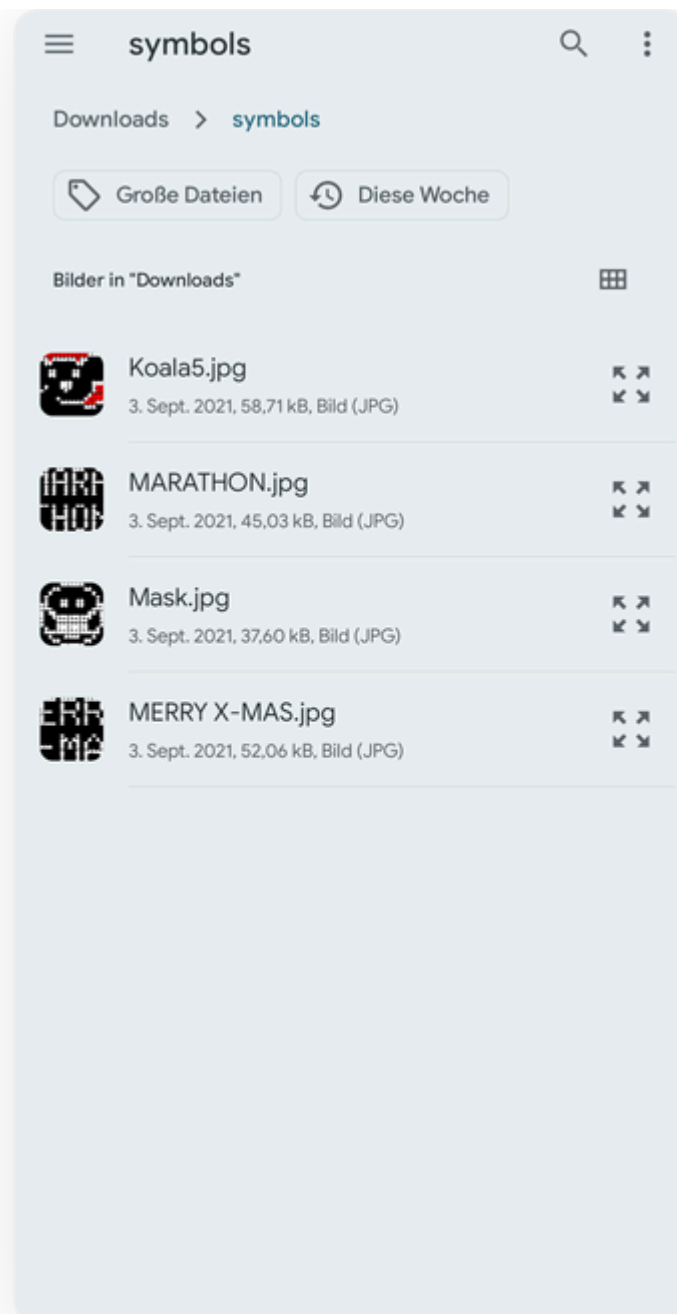 symbols
Downloads > symbols
Große Dateien
Diese Woche
Bilder in "Downloads"
Koala5.jpg
3. Sept. 2021, 58,71 kB, Bild (JPG)
MARATHON.jpg
3. Sept. 2021, 45,03 kB, Bild (JPG)
Mask.jpg
3. Sept. 2021, 37,60 kB, Bild (JPG)
MERRY X-MAS.jpg
3. Sept. 2021, 52,06 kB, Bild (JPG)